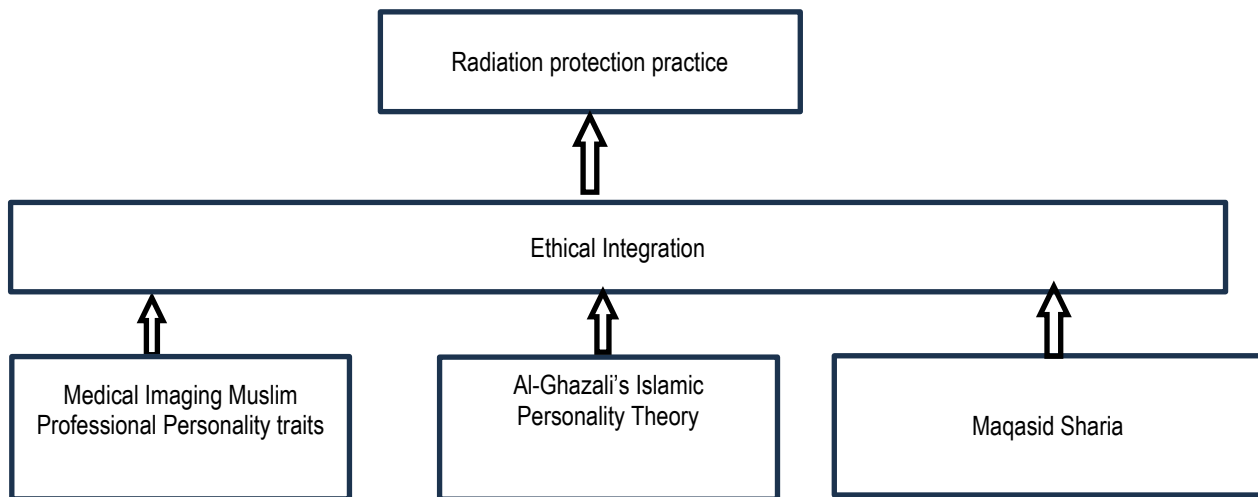 Radiation protection practice
Ethical Integration
Medical Imaging Muslim
Professional Personality traits
Al-Ghazali’s Islamic
Personality Theory
Maqasid Sharia